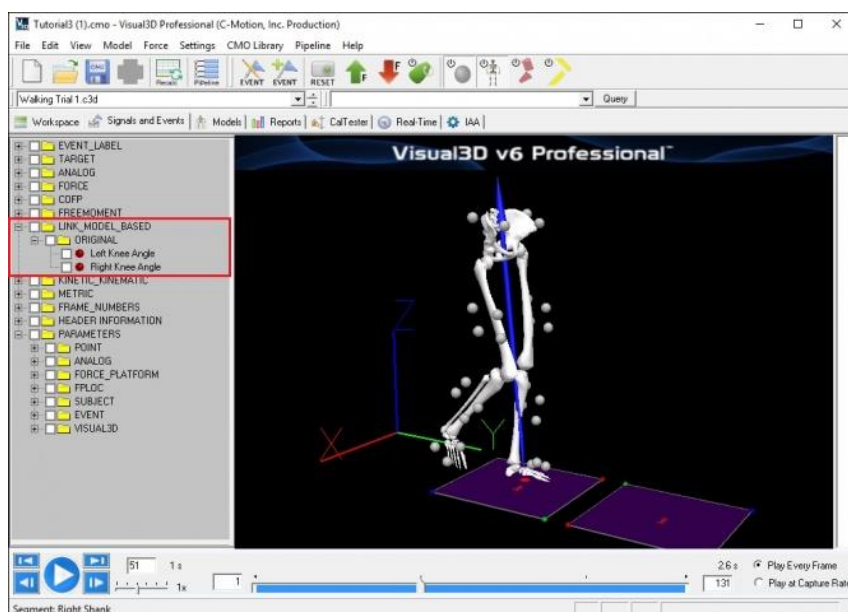 Tutorial3 (1).cmo - Visual3D Professional (C-Motion, Inc. Production)
File Edit View Model Force Settings CMO Library Pipeline Help
Recalc Pipeline EVENT EVENT RESET F F
Walking Trial 1.c3d Query
Workspace Signals and Events Models Reports CalTester Real-Time IAA
EVENT_LABEL
TARGET
ANALOG
FORCE
COFP
FREEMOMENT
LINK_MODEL_BASED
ORIGINAL
Left Knee Angle
Right Knee Angle
KINETIC_KINEMATIC
METRIC
FRAME_NUMBERS
HEADER INFORMATION
PARAMETERS
POINT
ANALOG
FORCE_PLATFORM
FPLOC
SUBJECT
EVENT
VISUAL3D
Visual3D v6 Professional™
Z
X
Y
51 1 s 1x 1 2.6 s 131
Play Every Frame
Play at Capture Rate
Segment: Right Shank